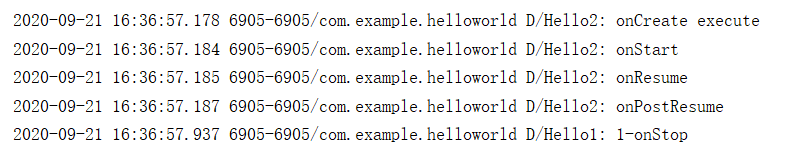 2020-09-21 16:36:57.178 6905-6905/com.example.helloworld D/Hello2: onCreate execute
2020-09-21 16:36:57.184 6905-6905/com.example.helloworld D/Hello2: onStart
2020-09-21 16:36:57.185 6905-6905/com.example.helloworld D/Hello2: onResume
2020-09-21 16:36:57.187 6905-6905/com.example.helloworld D/Hello2: onPostResume
2020-09-21 16:36:57.937 6905-6905/com.example.helloworld D/Hello1: 1-onStop